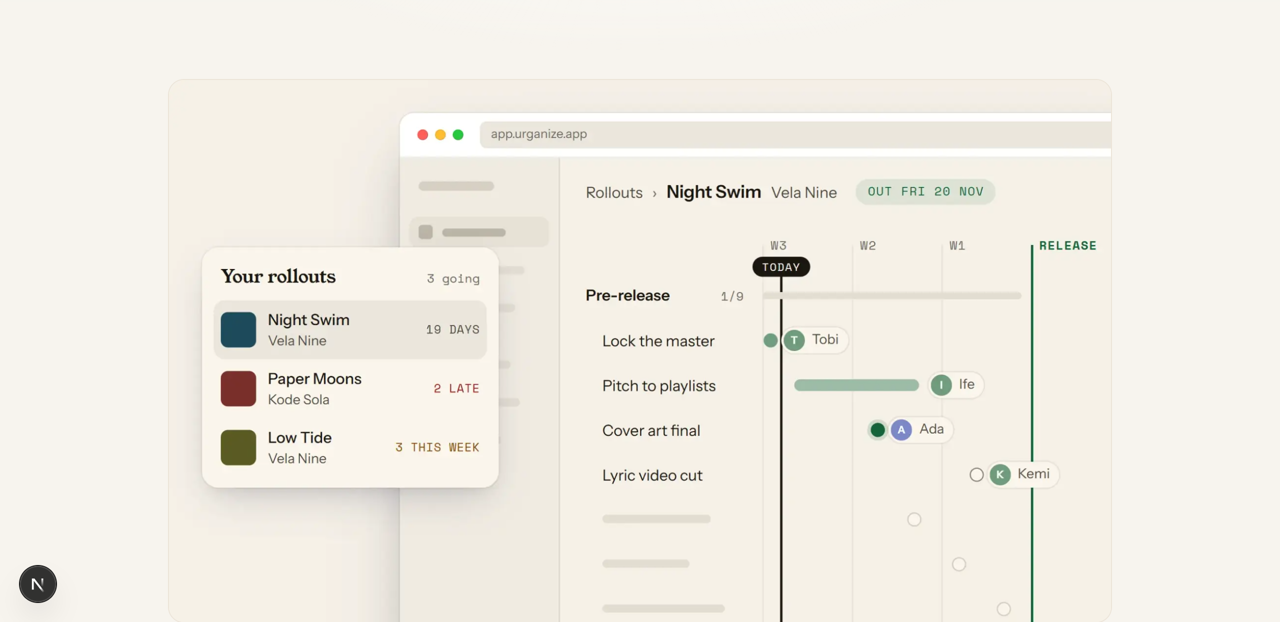 app.urganize.app
Rollouts › Night Swim Vela Nine OUT FRI 20 NOV
W3 W2 W1 RELEASE
TODAY
Your rollouts 3 going
Night Swim
Vela Nine
19 DAYS
Paper Moons
Kode Sola
2 LATE
Low Tide
Vela Nine
3 THIS WEEK
Pre-release 1/9
Lock the master T Tobi
Pitch to playlists I Ife
Cover art final A Ada
Lyric video cut K Kemi
N